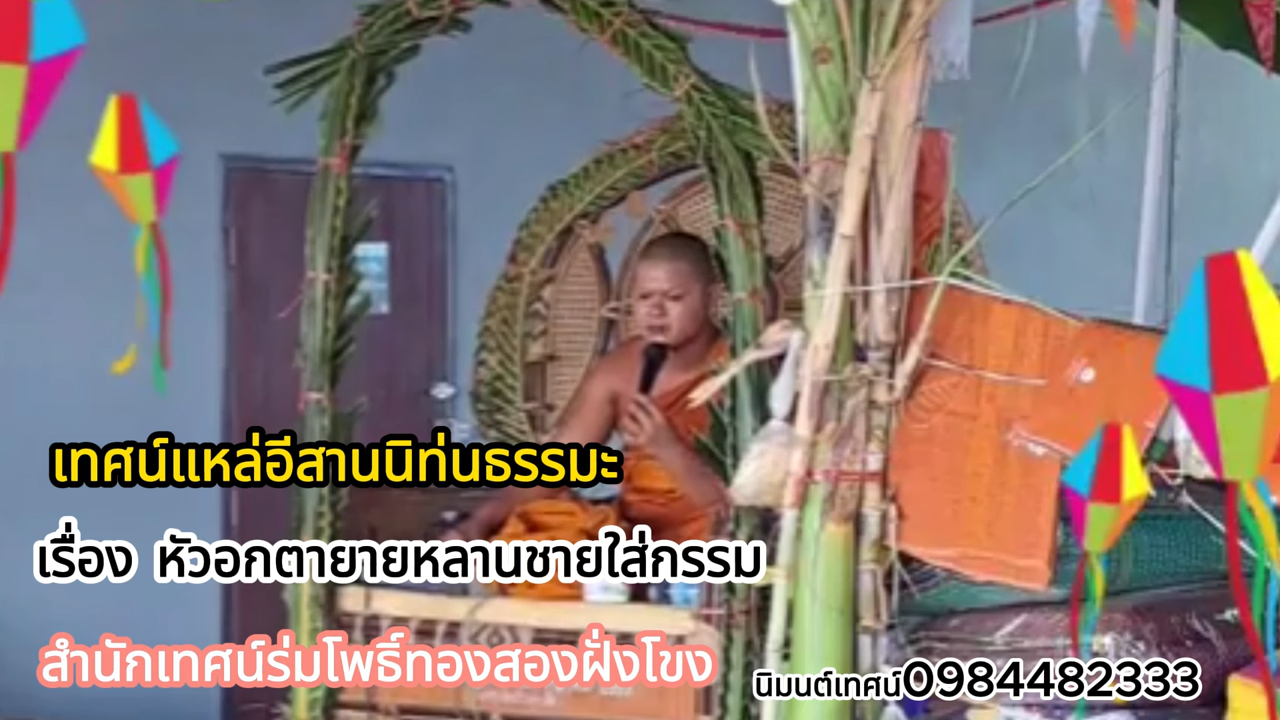 เทศน์แหล่อีสานนิท่นธรรมะ
เรื่อง หัวอกตายายหลานชายใส่กรรม
สำนักเทศน์ร่มโพธิ์ทองสองฝั่งโขง
นิมนต์เทศน์0984482333